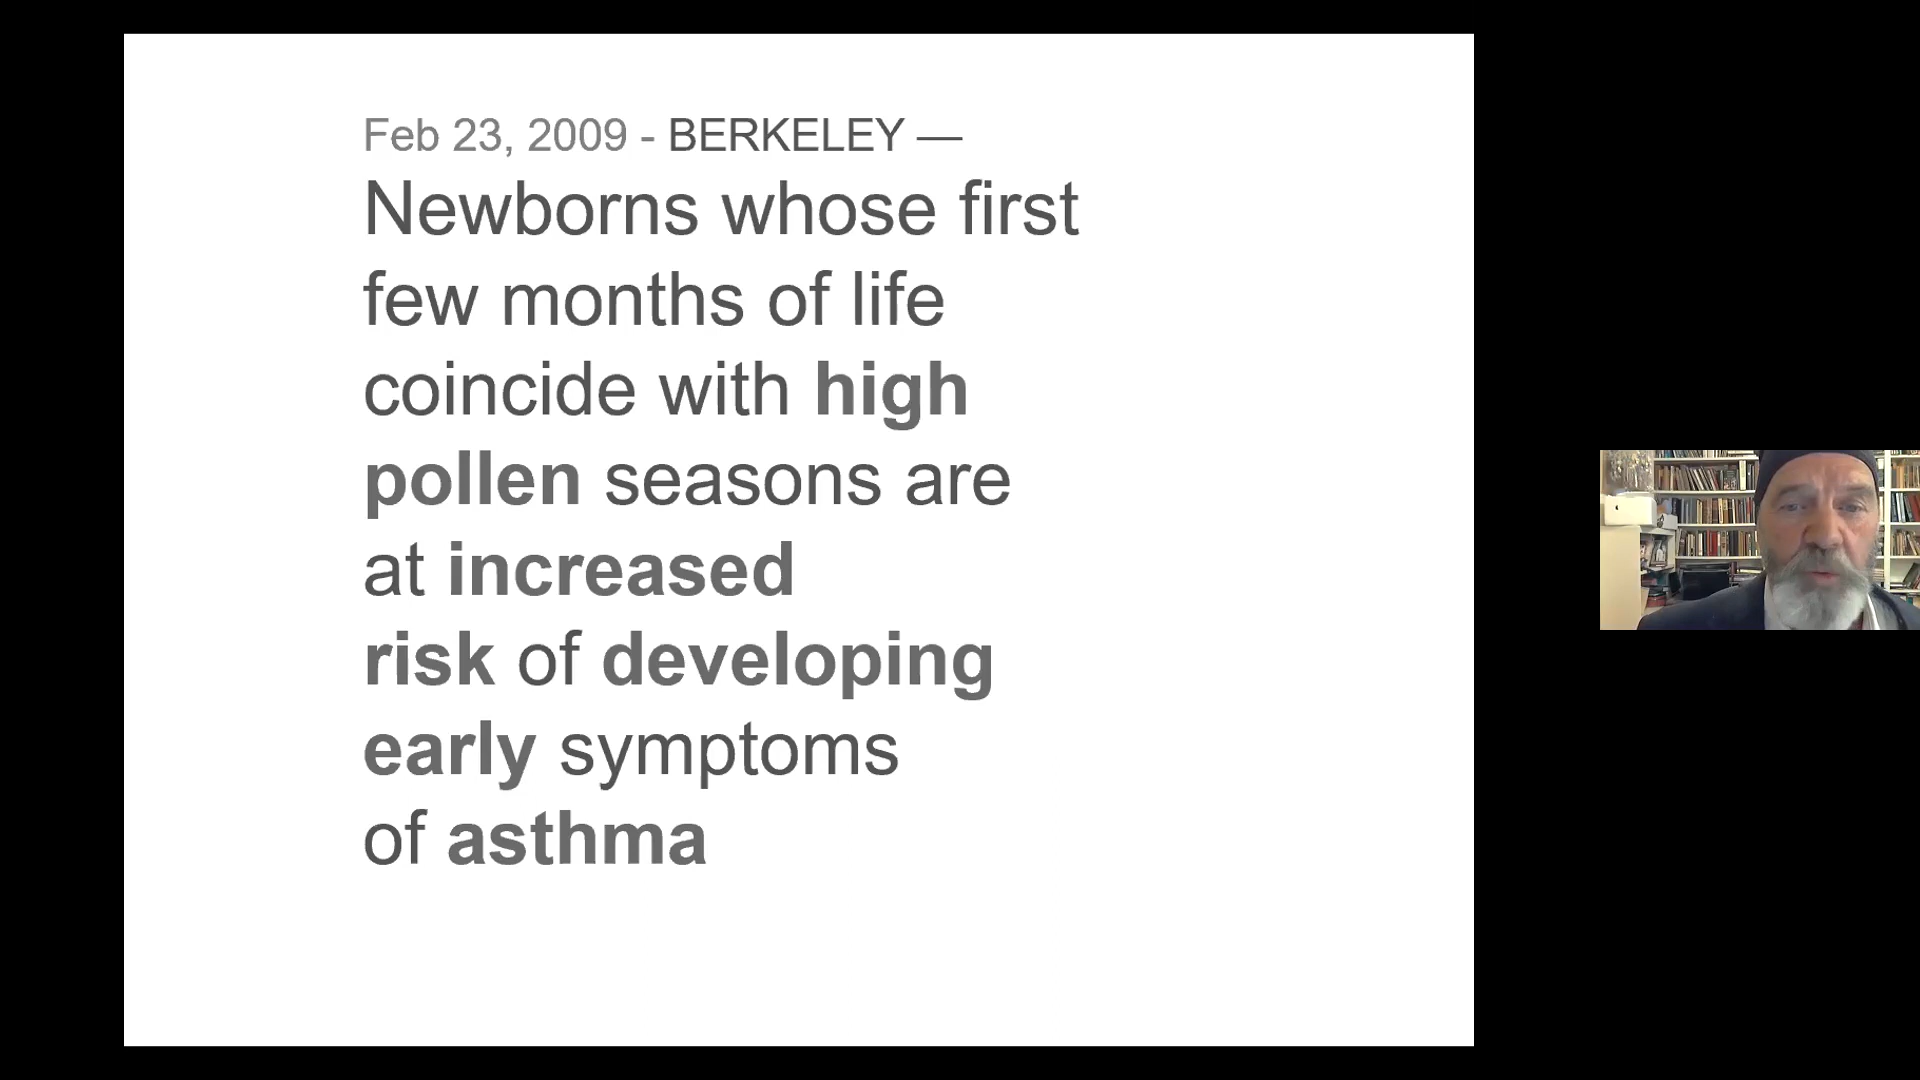 Feb 23, 2009 - BERKELEY —
Newborns whose first
few months of life
coincide with high
pollen seasons are
at increased
risk of developing
early symptoms
of asthma